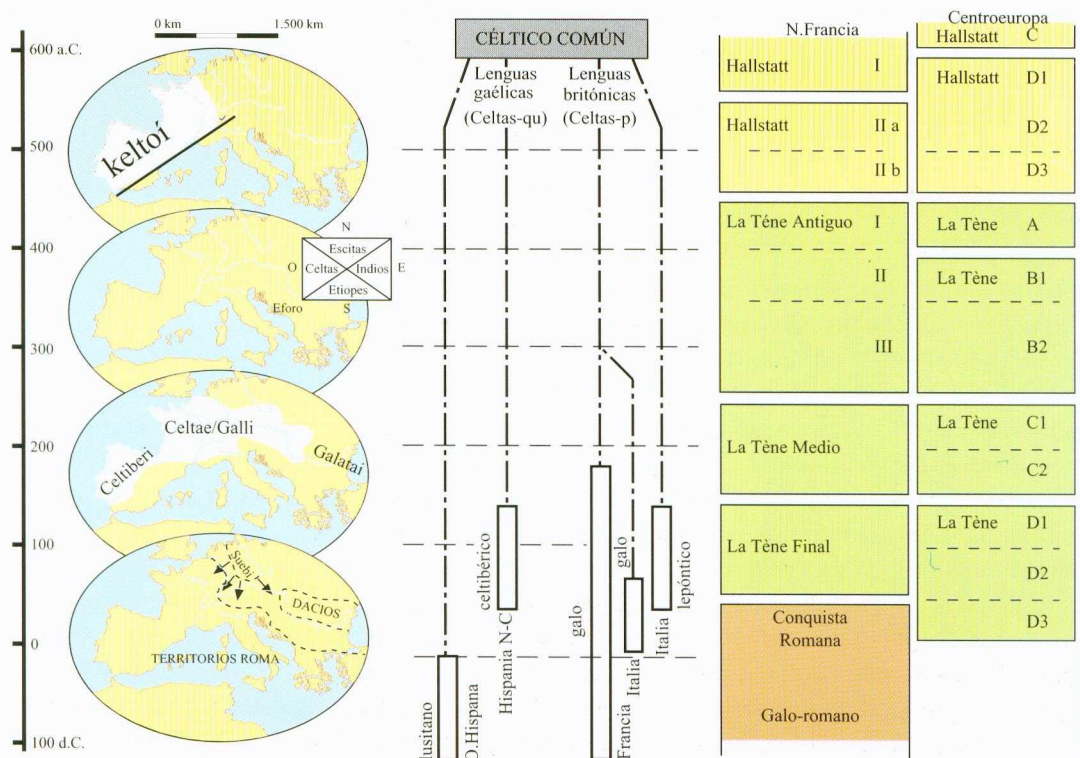 0 km
1.500 km
600 a.C.
500
400
300
200
100
0
100 d.C.
keltoí
N
Escitas
O
Celtas
Indios
E
Etiopes
Eforo
S
Celtae/Galli
Celtiberi
Galatai
Suebi
DACIOS
TERRITORIOS ROMA
CÉLTICO COMÚN
Lenguas
gaélicas
(Celtas-qu)
Lenguas
britónicas
(Celtas-p)
lusitano
O.Hispana
celtibérico
Hispania N-C
galo
Francia
galo
Italia
lepóntico
Italia
N.Francia
Hallstatt I
Hallstatt II a
II b
La Téne Antiguo I
II
III
La Tène Medio
La Tène Final
Conquista
Romana
Galo-romano
Centroeuropa
Hallstatt C
Hallstatt D1
D2
D3
La Tène A
La Tène B1
B2
La Tène C1
C2
La Tène D1
D2
D3